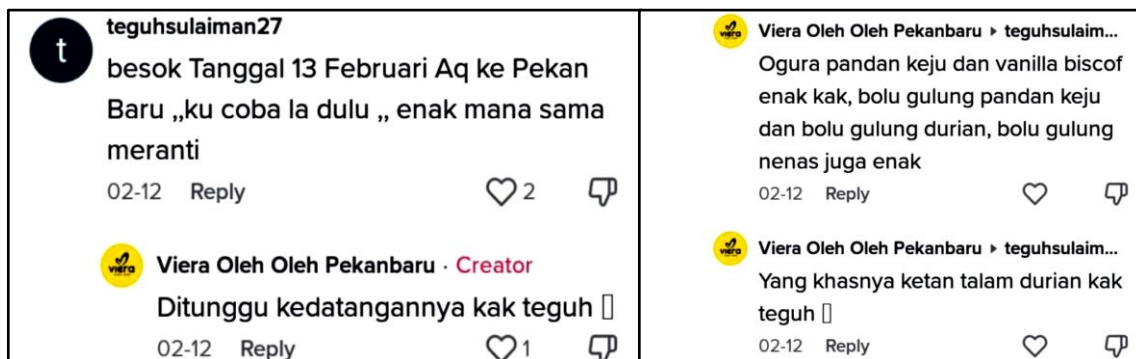 t
teguhsulaiman27
besok Tanggal 13 Februari Aq ke Pekan
Baru ,,ku coba la dulu ,, enak mana sama
meranti
02-12 Reply 2
viera
Viera Oleh Oleh Pekanbaru · Creator
Ditunggu kedatangannya kak teguh
02-12 Reply 1
viera
Viera Oleh Oleh Pekanbaru ▸ teguhsulaim...
Ogura pandan keju dan vanilla biscof
enak kak, bolu gulung pandan keju
dan bolu gulung durian, bolu gulung
nenas juga enak
02-12 Reply
viera
Viera Oleh Oleh Pekanbaru ▸ teguhsulaim...
Yang khasnya ketan talam durian kak
teguh
02-12 Reply